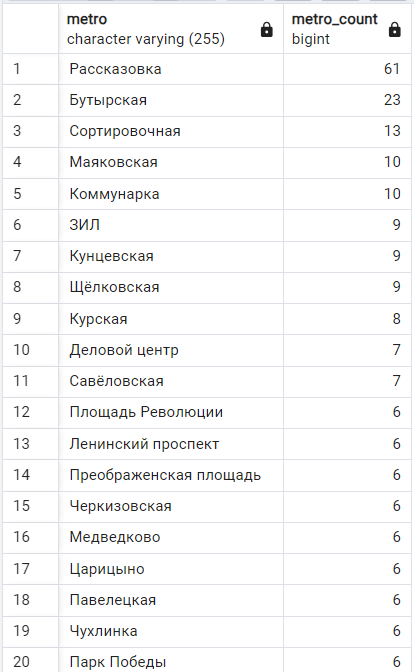 metro metro_count
character varying (255) bigint
1 Рассказовка 61
2 Бутырская 23
3 Сортировочная 13
4 Маяковская 10
5 Коммунарка 10
6 ЗИЛ 9
7 Кунцевская 9
8 Щёлковская 9
9 Курская 8
10 Деловой центр 7
11 Савёловская 7
12 Площадь Революции 6
13 Ленинский проспект 6
14 Преображенская площадь 6
15 Черкизовская 6
16 Медведково 6
17 Царицыно 6
18 Павелецкая 6
19 Чухлинка 6
20 Парк Победы 6